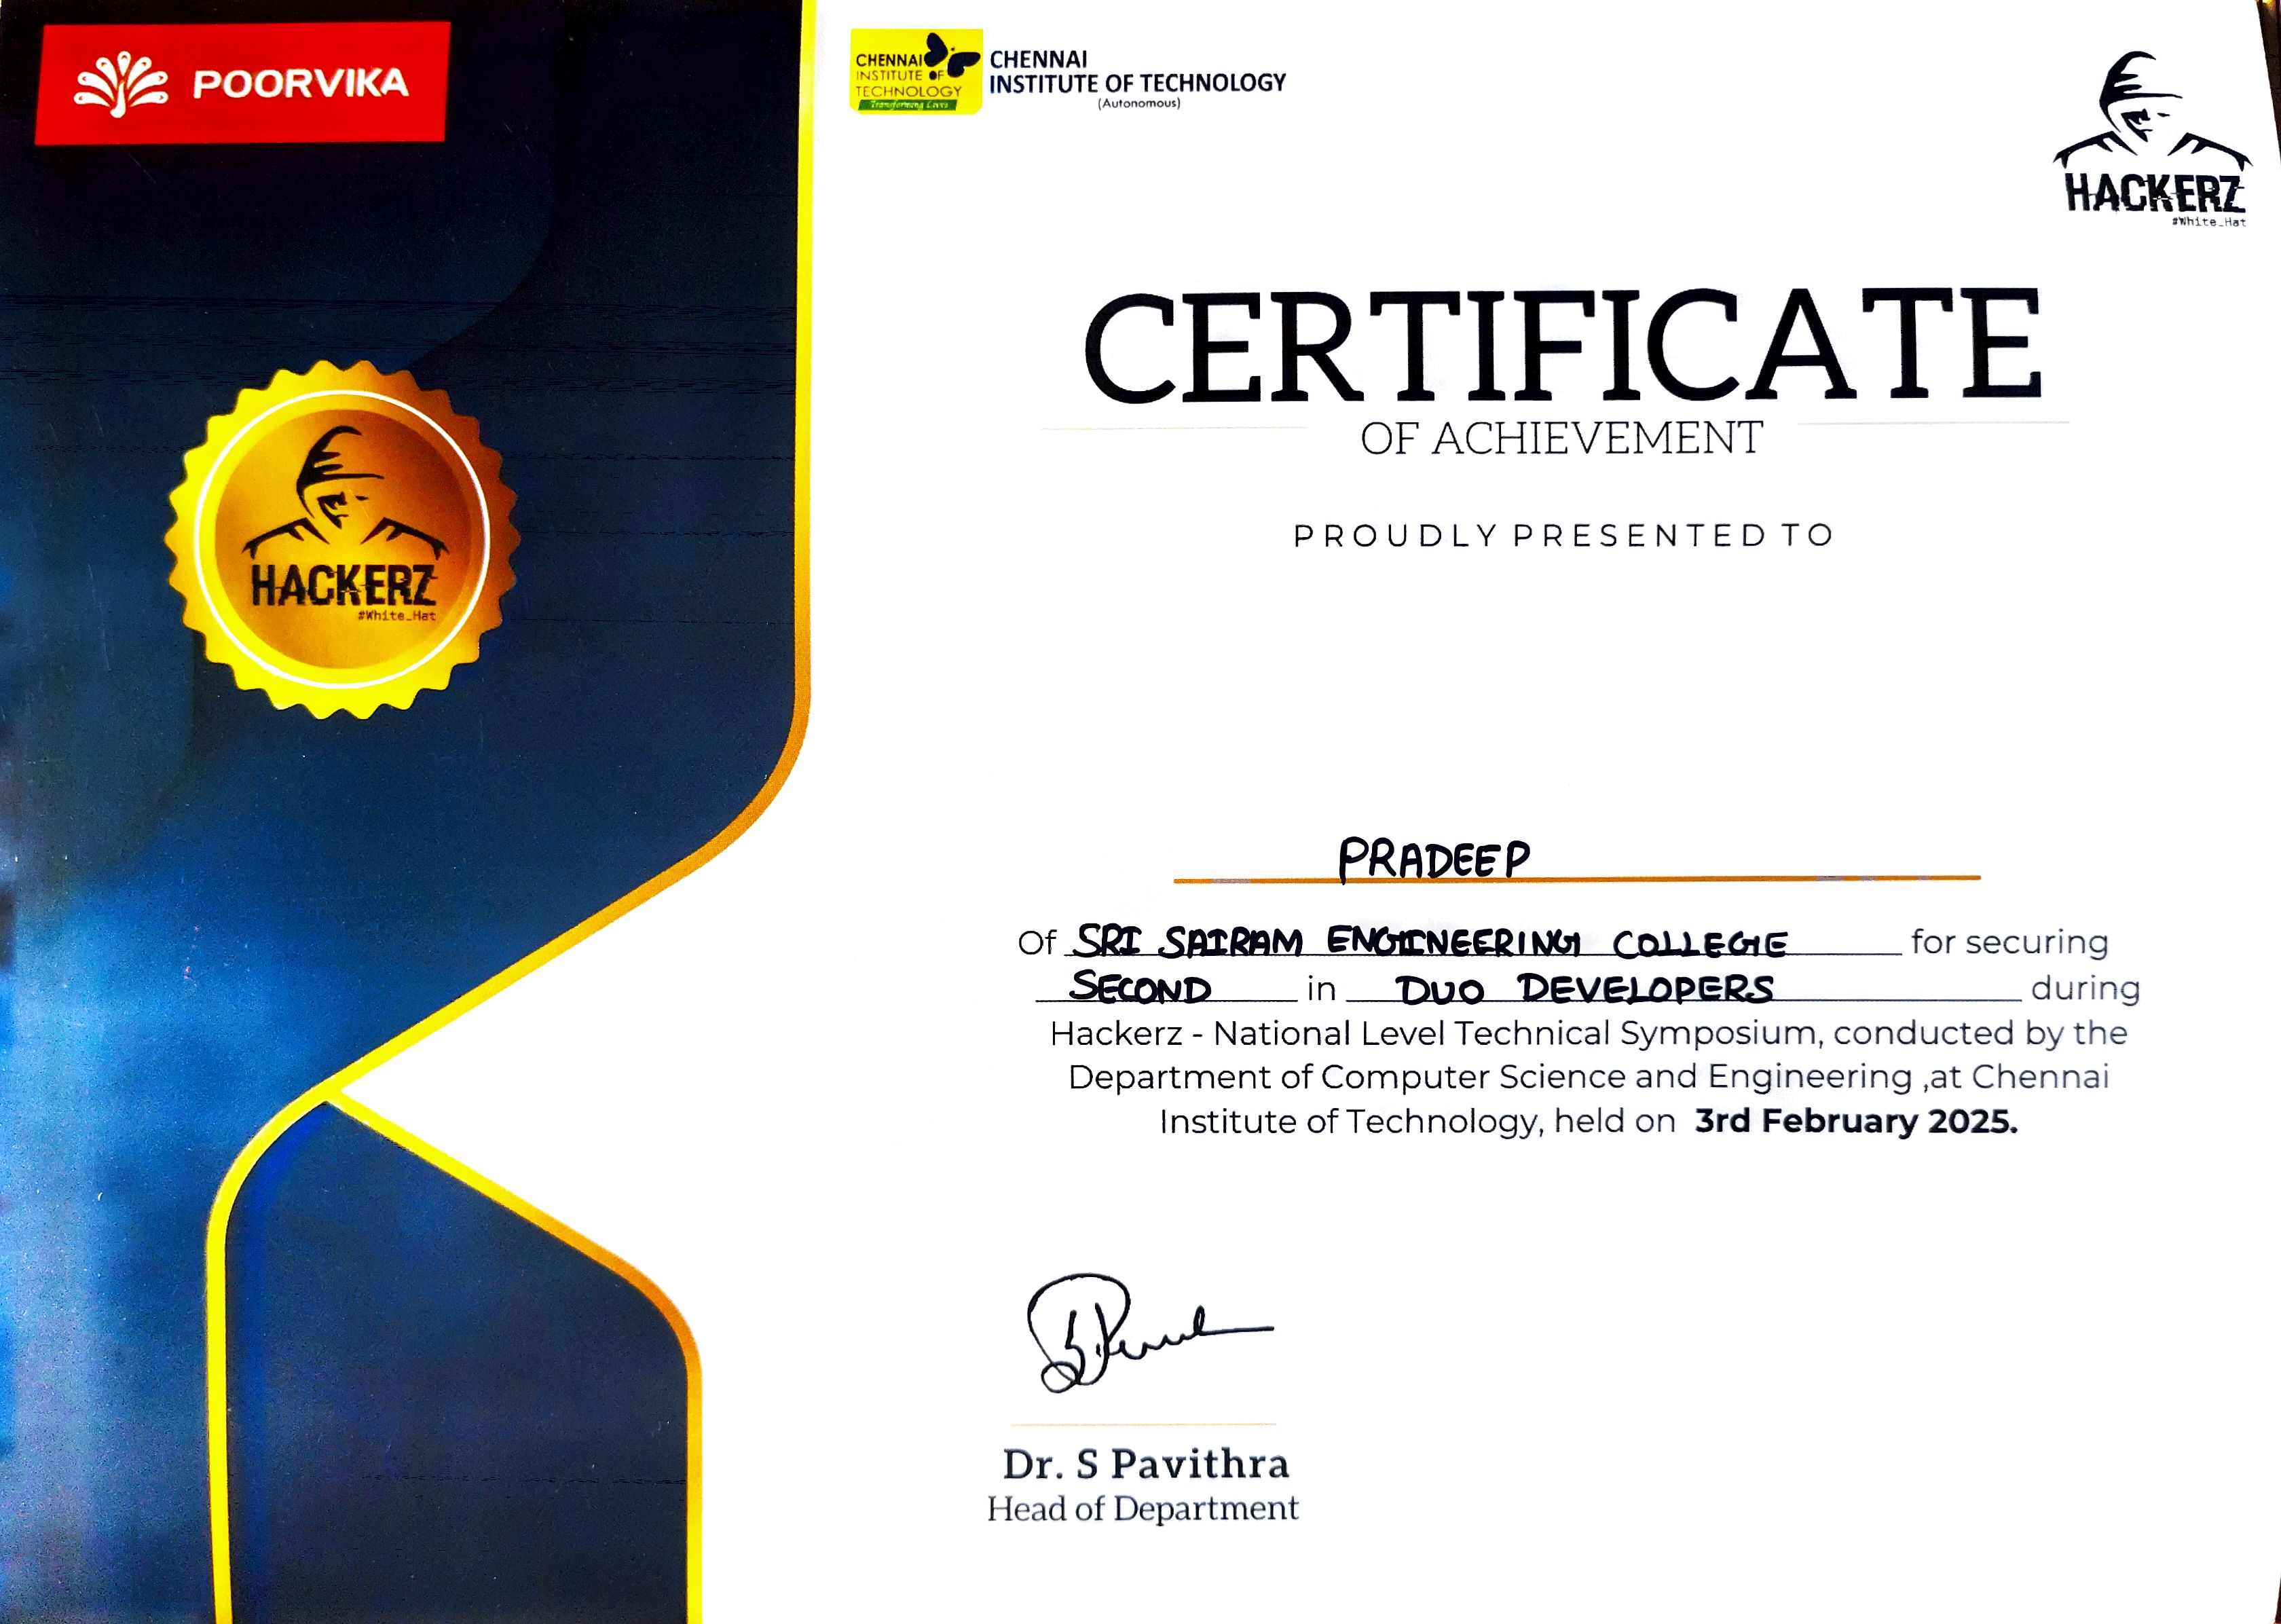 POORVIKA
CHENNAI
INSTITUTE OF
TECHNOLOGY
Transforming Lives
CHENNAI
INSTITUTE OF TECHNOLOGY
(Autonomous)
HACKERZ
#White_Hat
CERTIFICATE
OF ACHIEVEMENT
PROUDLY PRESENTED TO
HACKERZ
#White_Hat
PRADEEP
Of SRI SAIRAM ENGINEERING COLLEGE for securing
SECOND in DUO DEVELOPERS during
Hackerz - National Level Technical Symposium, conducted by the
Department of Computer Science and Engineering ,at Chennai
Institute of Technology, held on 3rd February 2025.
Dr. S Pavithra
Head of Department